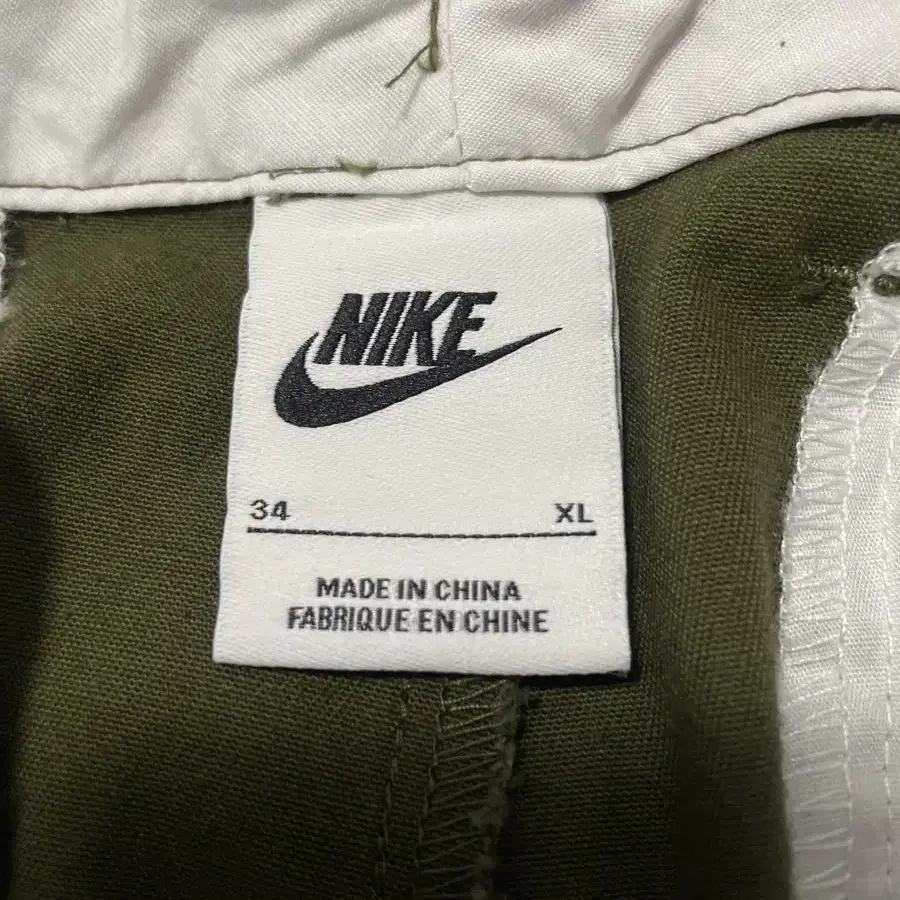 NIKE
34 XL
MADE IN CHINA
FABRIQUE EN CHINE